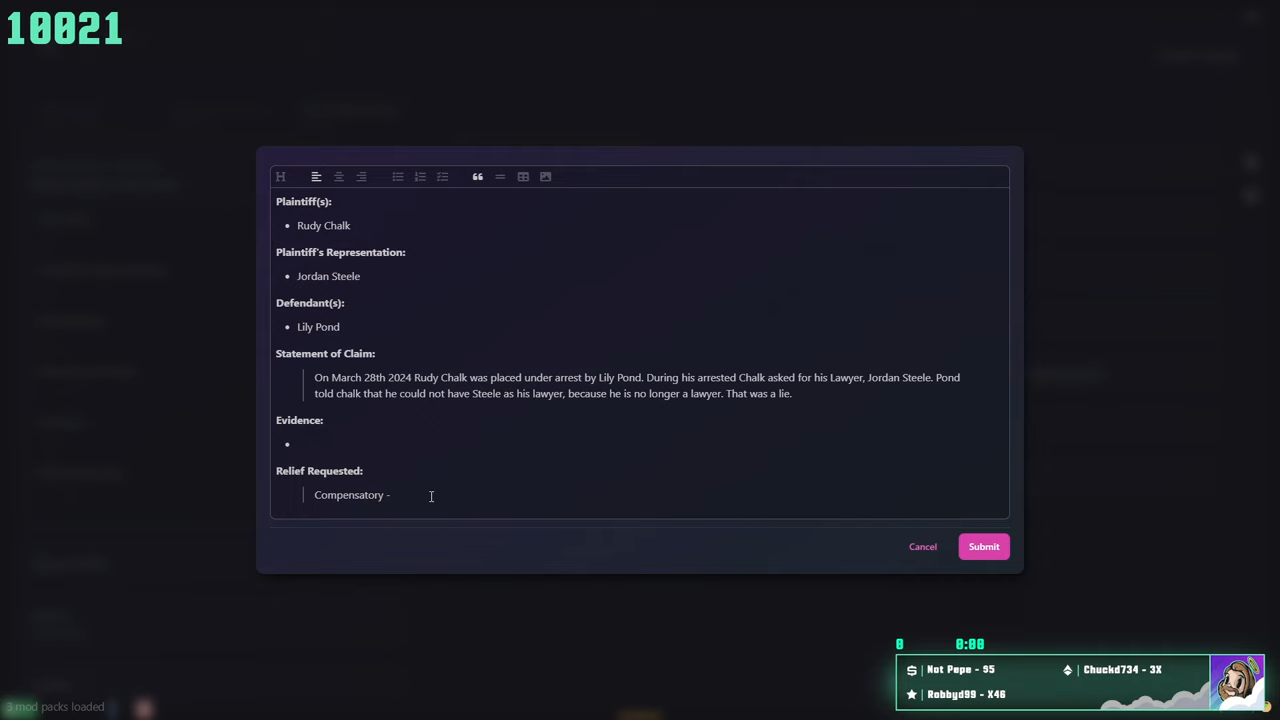 10021
Plaintiff(s):
Rudy Chalk
Plaintiff's Representation:
Jordan Steele
Defendant(s):
Lily Pond
Statement of Claim:
On March 28th 2024 Rudy Chalk was placed under arrest by Lily Pond. During his arrested Chalk asked for his Lawyer, Jordan Steele. Pond
told chalk that he could not have Steele as his lawyer, because he is no longer a lawyer. That was a lie.
Evidence:
Relief Requested:
Compensatory -
Cancel Submit
0 0:00
Not Pepe - 95 Chuckd734 - 3X
Robbyd99 - X46
3 mod packs loaded